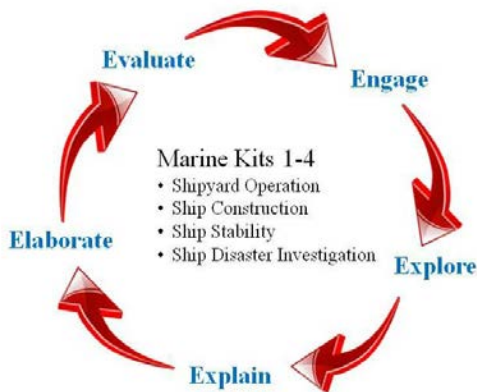 Evaluate
Engage
Marine Kits 1-4
• Shipyard Operation
• Ship Construction
• Ship Stability
• Ship Disaster Investigation
Elaborate
Explore
Explain